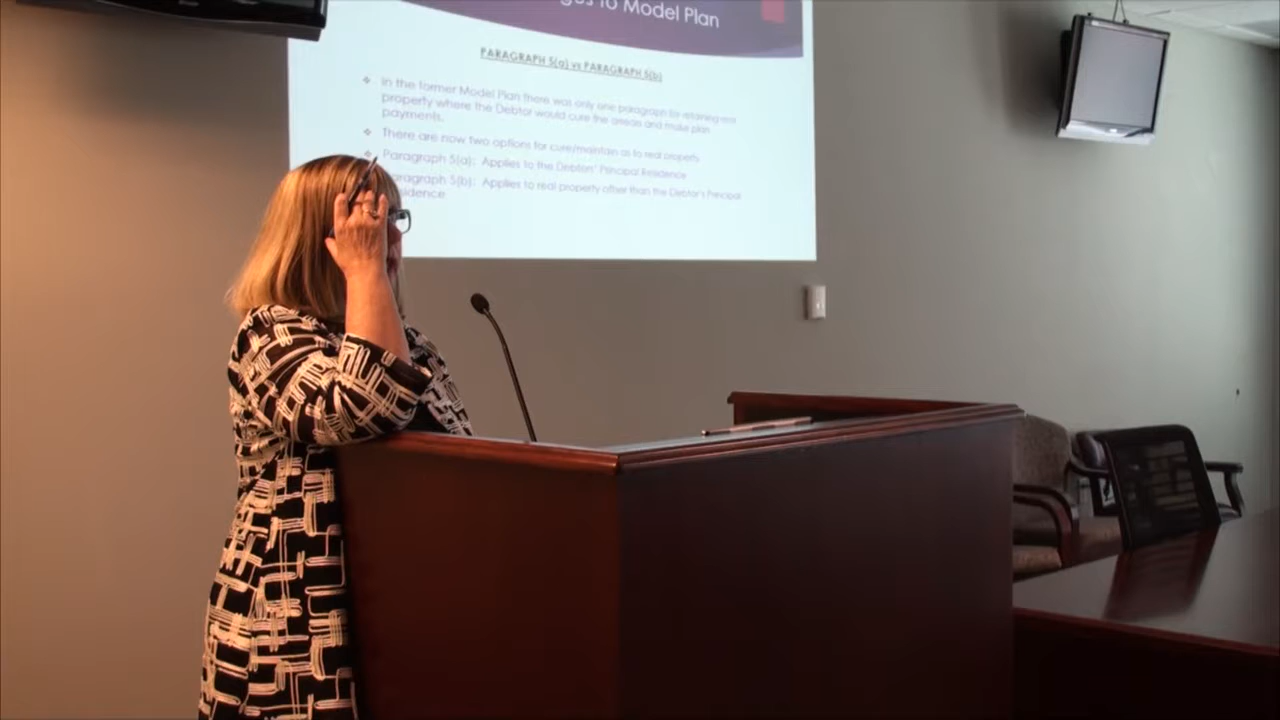 to Model Plan
PARAGRAPH 5(a) vs PARAGRAPH 5(b)
In the former Model Plan there was only one paragraph for retaining real
property where the Debtor would cure the arrears and make plan
payments.
There are now two options for cure/maintain as to real property.
Paragraph 5(a): Applies to the Debtors' Principal Residence
aragraph 5(b): Applies to real property other than the Debtor's Principal
sidence